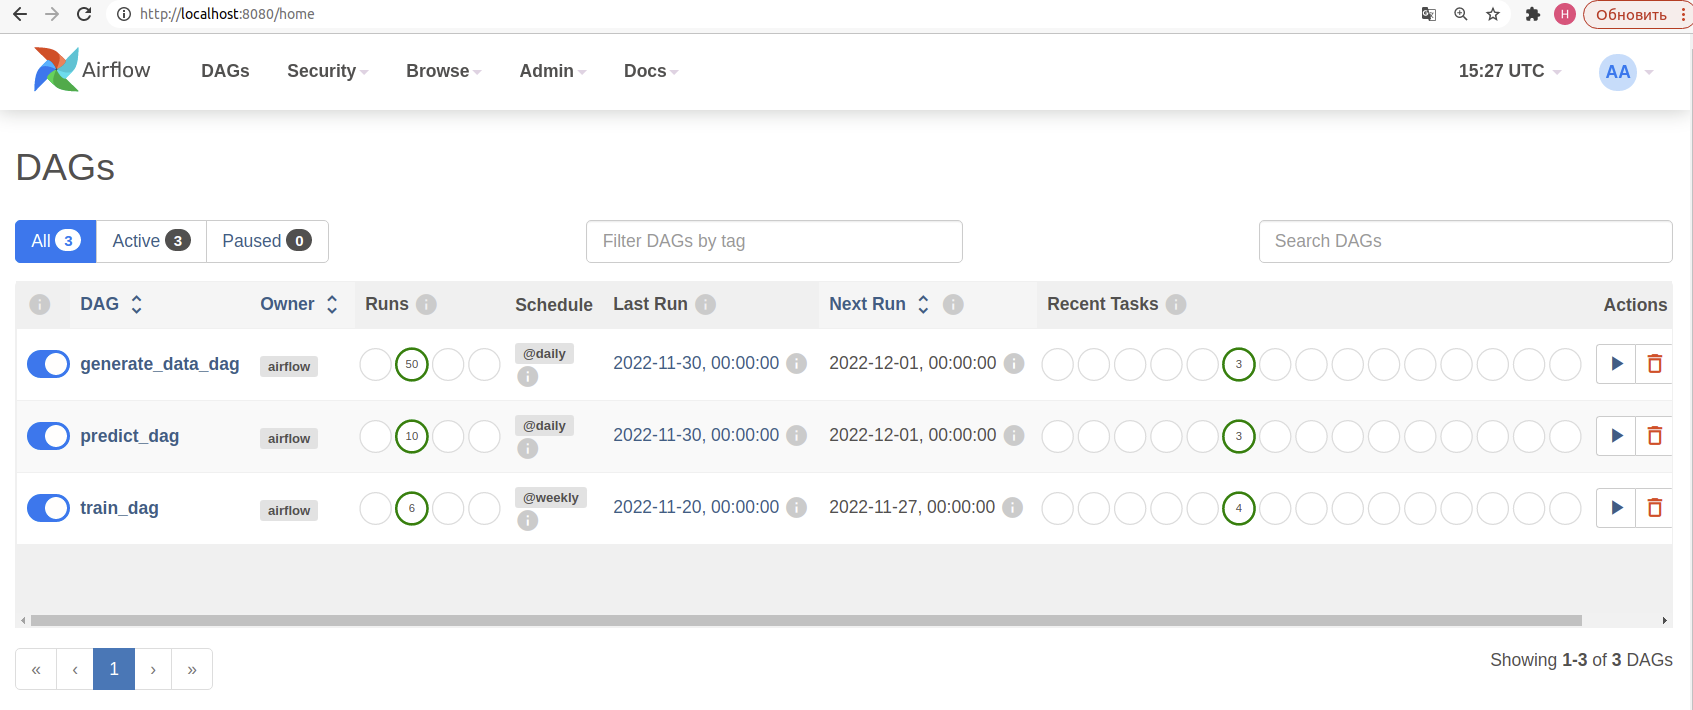 http://localhost:8080/home
H
Обновить
Airflow
DAGs
Security
Browse
Admin
Docs
15:27 UTC
AA
DAGs
All 3
Active 3
Paused 0
Filter DAGs by tag
Search DAGs
DAG Owner Runs Schedule Last Run Next Run Recent Tasks Actions
generate_data_dag airflow 50 @daily 2022-11-30, 00:00:00 2022-12-01, 00:00:00 3
predict_dag airflow 10 @daily 2022-11-30, 00:00:00 2022-12-01, 00:00:00 3
train_dag airflow 6 @weekly 2022-11-20, 00:00:00 2022-11-27, 00:00:00 4
« ‹ 1 › »
Showing 1-3 of 3 DAGs